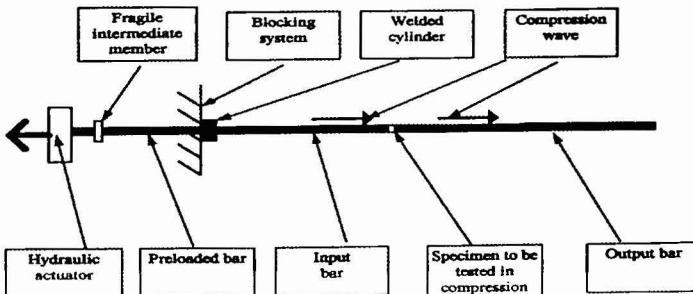 Fragile
intermediate
member
Blocking
system
Welded
cylinder
Compression
wave
Hydraulic
actuator
Preloaded bar
Input
bar
Specimen to be
tested in
compression
Output bar